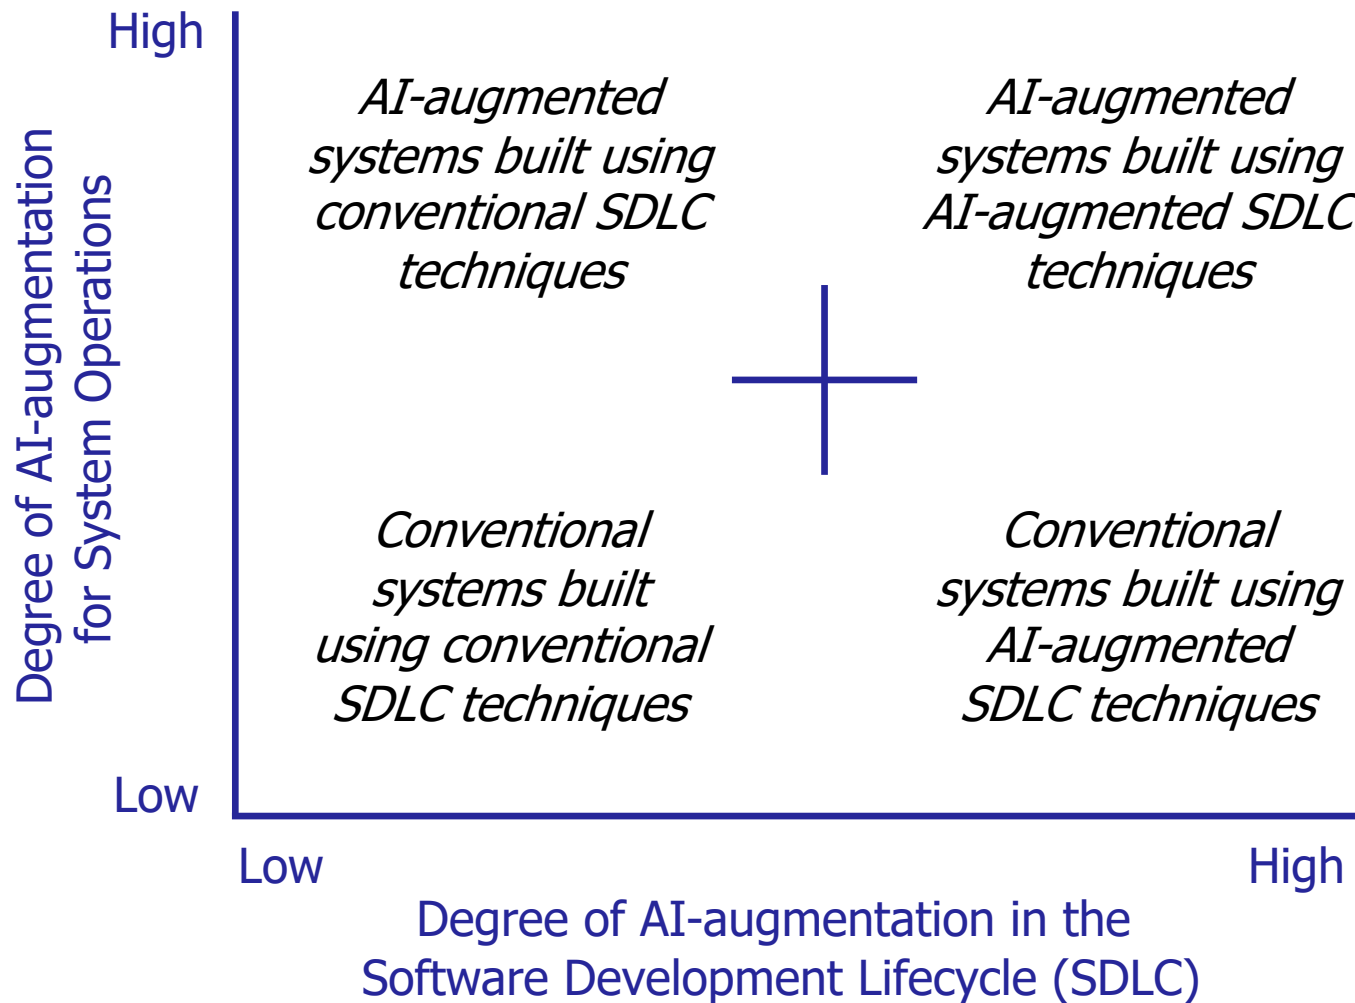 High
AI-augmented
systems built using
conventional SDLC
techniques
AI-augmented
systems built using
AI-augmented SDLC
techniques
Degree of AI-augmentation
for System Operations
Conventional
systems built
using conventional
SDLC techniques
Conventional
systems built using
AI-augmented
SDLC techniques
Low
Low
High
Degree of AI-augmentation in the
Software Development Lifecycle (SDLC)